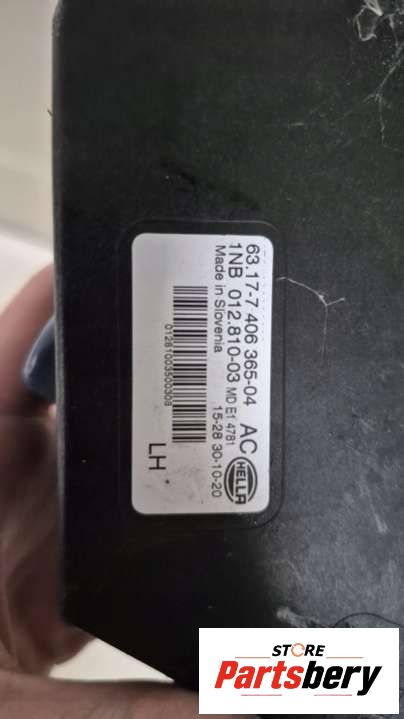 63.17-7 406 365-04 AC
1NB 012.810-03 MD E1 4781
Made in Slovenia 15-28 30-10-20
01281003500308
LH
HELLA
STORE
Partsbery